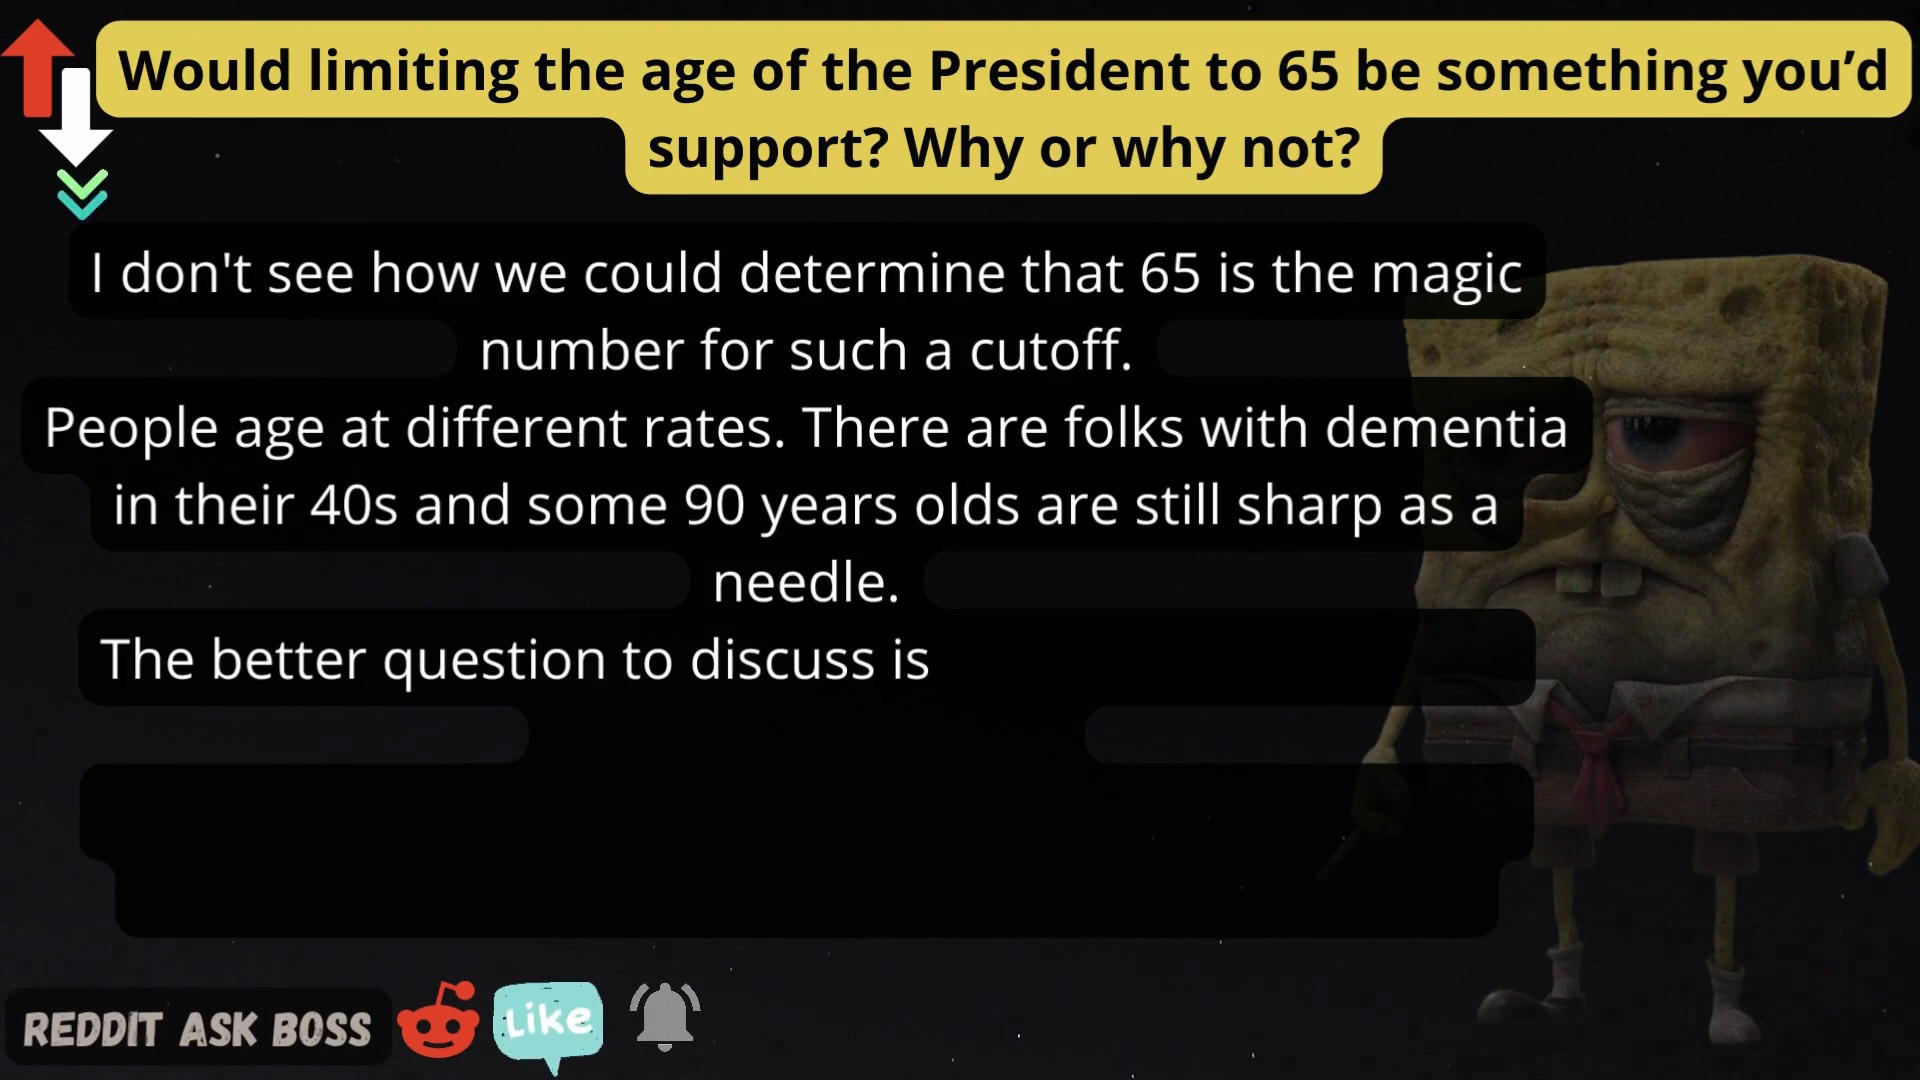 Would limiting the age of the President to 65 be something you’d
support? Why or why not?
I don't see how we could determine that 65 is the magic
number for such a cutoff.
People age at different rates. There are folks with dementia
in their 40s and some 90 years olds are still sharp as a
needle.
The better question to discuss is
REDDIT ASK BOSS
Like